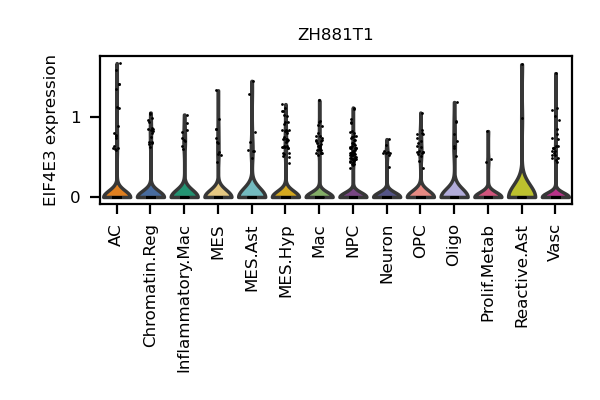 ZH881T1
EIF4E3 expression
1
0
AC
Chromatin.Reg
Inflammatory.Mac
MES
MES.Ast
MES.Hyp
Mac
NPC
Neuron
OPC
Oligo
Prolif.Metab
Reactive.Ast
Vasc